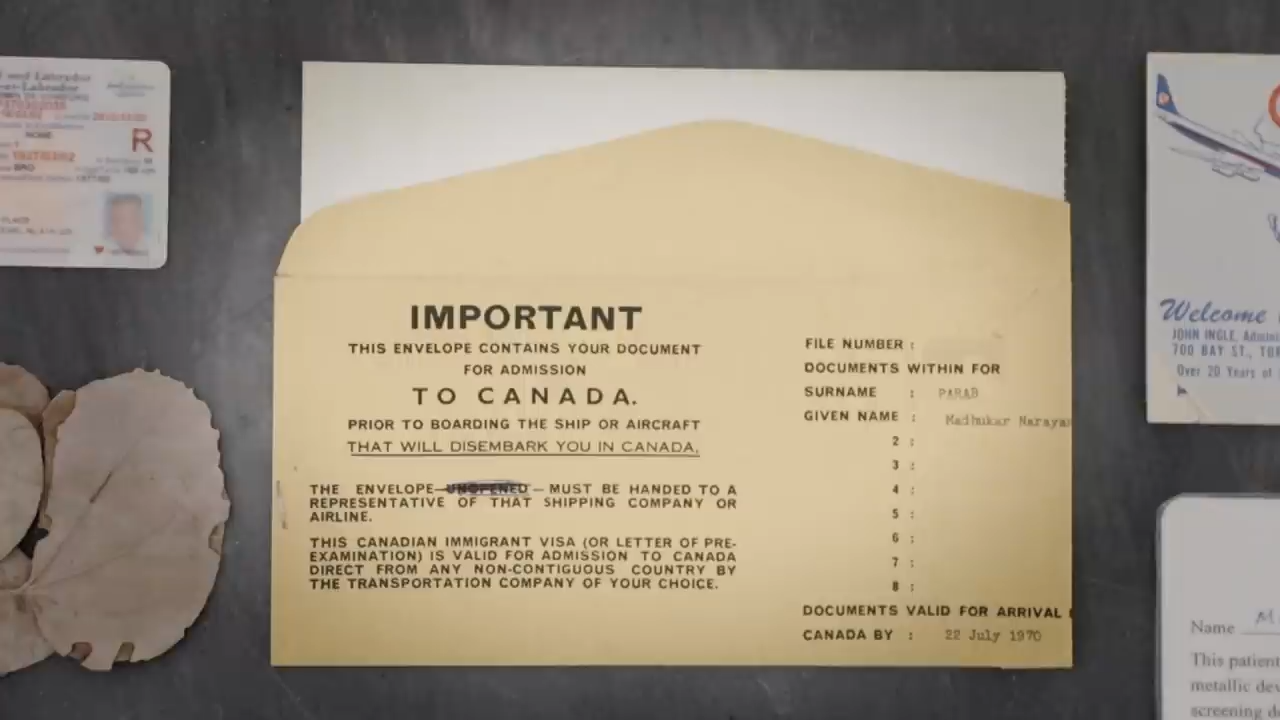 and Labrador
R
IMPORTANT
THIS ENVELOPE CONTAINS YOUR DOCUMENT
FOR ADMISSION
TO CANADA.
PRIOR TO BOARDING THE SHIP OR AIRCRAFT
THAT WILL DISEMBARK YOU IN CANADA,
THE ENVELOPE—UNOPENED—MUST BE HANDED TO A
REPRESENTATIVE OF THAT SHIPPING COMPANY OR
AIRLINE.
THIS CANADIAN IMMIGRANT VISA (OR LETTER OF PRE-
EXAMINATION) IS VALID FOR ADMISSION TO CANADA
DIRECT FROM ANY NON-CONTIGUOUS COUNTRY BY
THE TRANSPORTATION COMPANY OF YOUR CHOICE.
FILE NUMBER :
DOCUMENTS WITHIN FOR
SURNAME : PARAB
GIVEN NAME : Madhukar Narayan
2 :
3 :
4 :
5 :
6 :
7 :
8 :
DOCUMENTS VALID FOR ARRIVAL
CANADA BY : 22 July 1970
Welcome
JOHN INGLE,
700 BAY ST.,
Over 20 Years of
Name M
This patient
metallic
screening